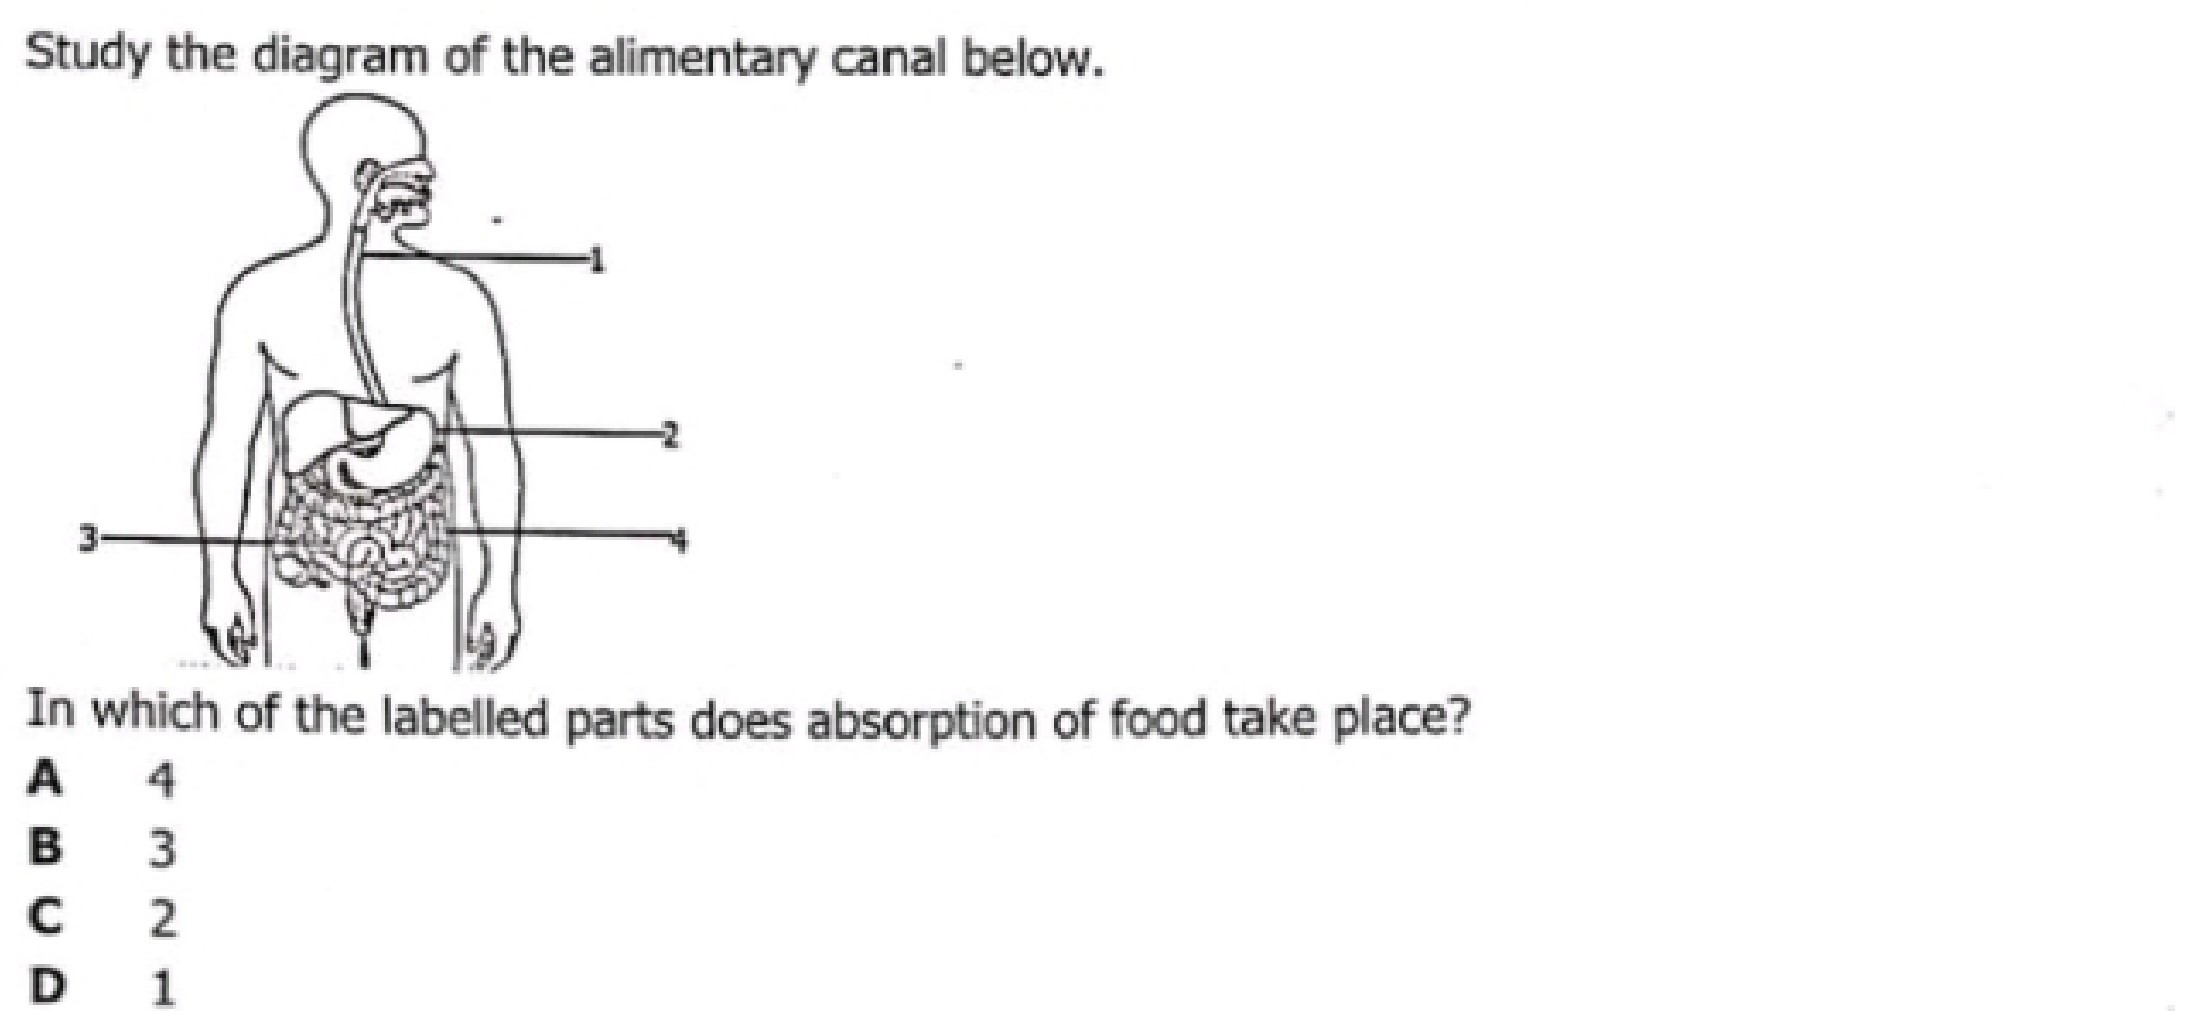 Study the diagram of the alimentary canal below.
1
2
3
4
In which of the labelled parts does absorption of food take place?
A 4
B 3
C 2
D 1